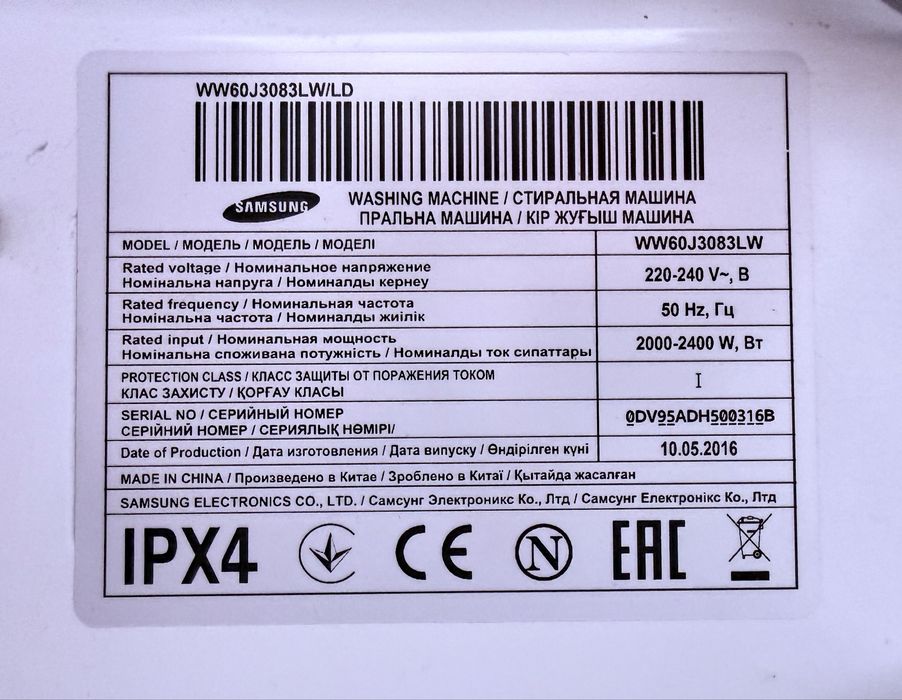 WW60J3083LW/LD
SAMSUNG
WASHING MACHINE / СТИРАЛЬНАЯ МАШИНА
ПРАЛЬНА МАШИНА / КІР ЖУҒЫШ МАШИНА
MODEL / МОДЕЛЬ / МОДЕЛЬ / МОДЕЛІ
WW60J3083LW
Rated voltage / Номинальное напряжение
Номінальна напруга / Номиналды кернеу
220-240 V~, В
Rated frequency / Номинальная частота
Номінальна частота / Номиналды жиілік
50 Hz, Гц
Rated input / Номинальная мощность
Номінальна споживана потужність / Номиналды ток сипаттары
2000-2400 W, Вт
PROTECTION CLASS / КЛАСС ЗАЩИТЫ ОТ ПОРАЖЕНИЯ ТОКОМ
КЛАС ЗАХИСТУ / ҚОРҒАУ КЛАСЫ
I
SERIAL NO / СЕРИЙНЫЙ НОМЕР
СЕРІЙНИЙ НОМЕР / СЕРИЯЛЫҚ НӨМІРІ/
0DV95ADH500316B
Date of Production / Дата изготовления / Дата випуску / Өндірілген күні
10.05.2016
MADE IN CHINA / Произведено в Китае / Зроблено в Китаї / Қытайда жасалған
SAMSUNG ELECTRONICS CO., LTD. / Самсунг Электроникс Ко., Лтд / Самсунг Електронікс Ко., Лтд
IPX4 CE N EAC